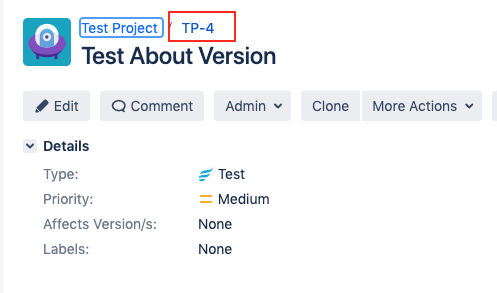 Test Project / TP-4
Test About Version
Edit Comment Admin Clone More Actions
Details
Type: Test
Priority: Medium
Affects Version/s: None
Labels: None